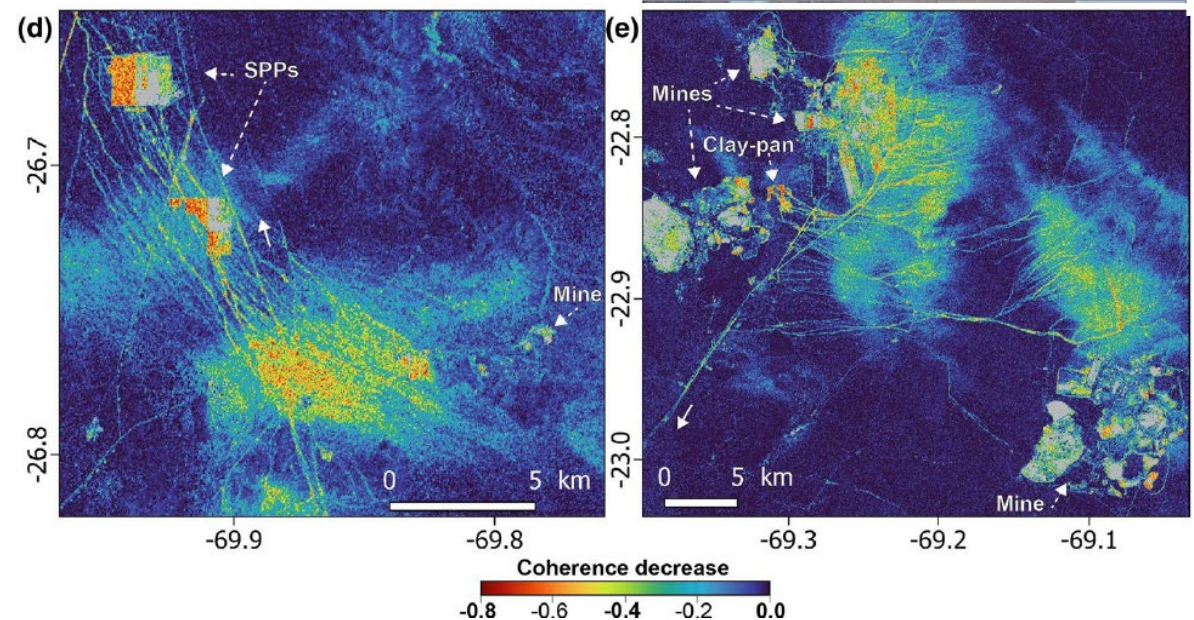 (d)
SPPs
Mine
-26.7
-26.8
0 5 km
-69.9 -69.8
(e)
Mines
Clay-pan
-22.8
-22.9
-23.0
0 5 km
Mine
-69.3 -69.2 -69.1
Coherence decrease
-0.8 -0.6 -0.4 -0.2 0.0